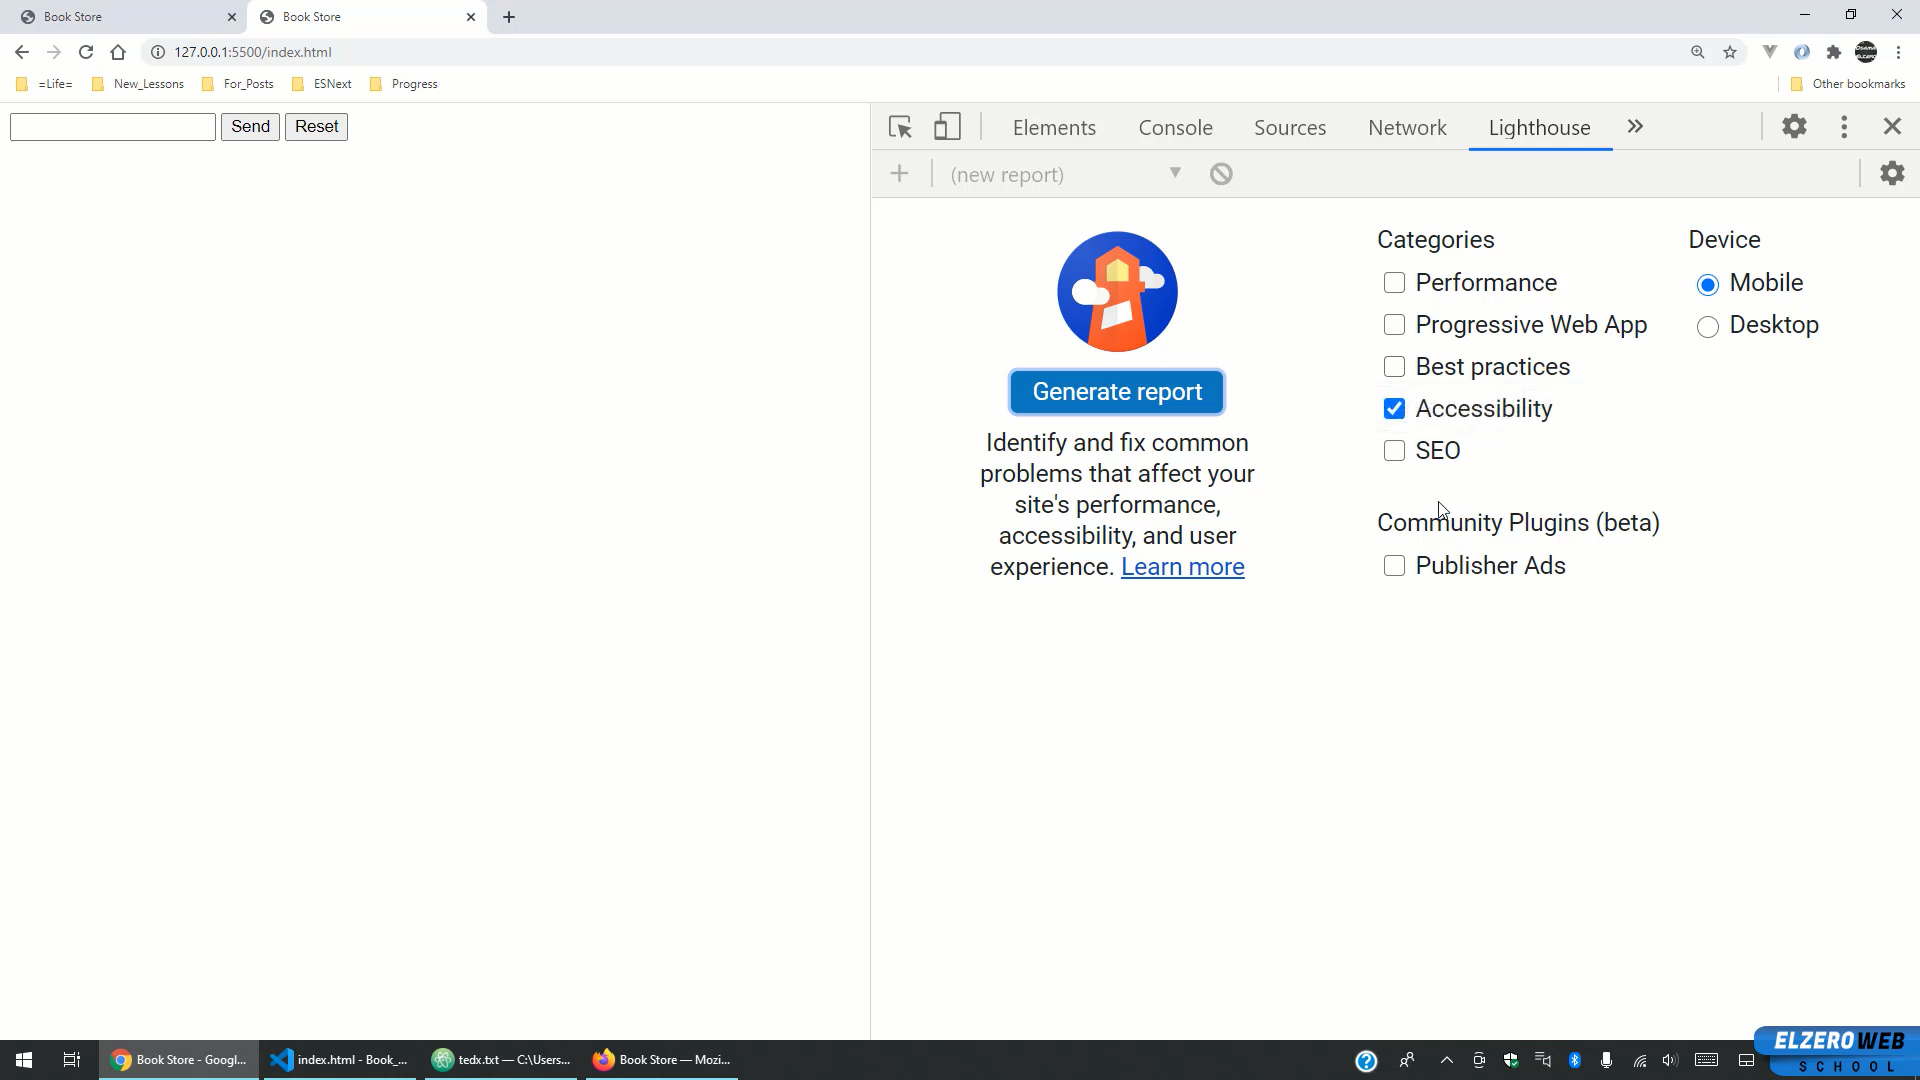 Book Store
Book Store
127.0.0.1:5500/index.html
=Life=
New_Lessons
For_Posts
ESNext
Progress
Other bookmarks
Send
Reset
Elements
Console
Sources
Network
Lighthouse
(new report)
Generate report
Identify and fix common
problems that affect your
site's performance,
accessibility, and user
experience. Learn more
Categories
Performance
Progressive Web App
Best practices
Accessibility
SEO
Community Plugins (beta)
Publisher Ads
Device
Mobile
Desktop
Book Store - Googl...
index.html - Book_...
tedx.txt — C:\Users...
Book Store — Mozi...
ELZERO WEB
SCHOOL